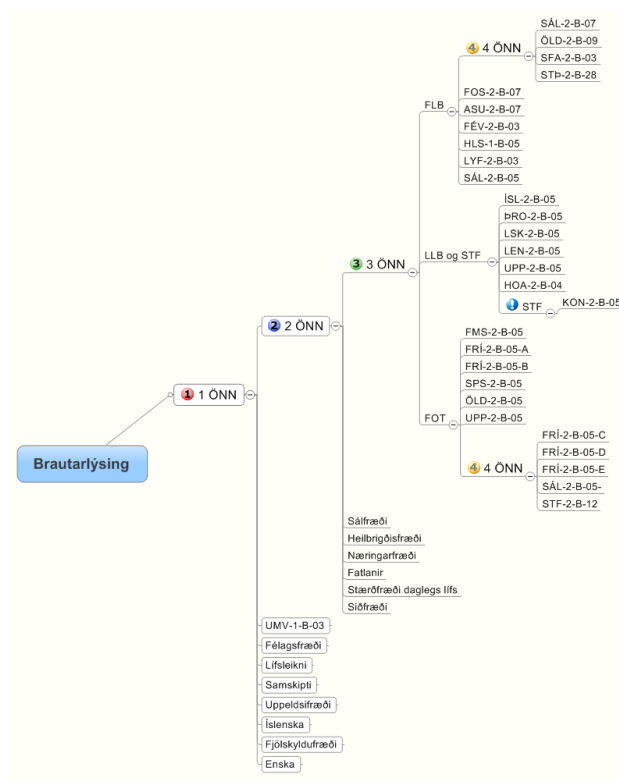 SÁL-2-B-07
4 4 ÖNN
ÖLD-2-B-09
SFA-2-B-03
STÞ-2-B-28
FLB
FOS-2-B-07
ASU-2-B-07
FÉV-2-B-03
HLS-1-B-05
LYF-2-B-03
SÁL-2-B-05
3 3 ÖNN
LLB og STF
ÍSL-2-B-05
ÞRO-2-B-05
LSK-2-B-05
LEN-2-B-05
UPP-2-B-05
HOA-2-B-04
STF
KON-2-B-05
2 2 ÖNN
FOT
FMS-2-B-05
FRÍ-2-B-05-A
FRÍ-2-B-05-B
SPS-2-B-05
ÖLD-2-B-05
UPP-2-B-05
4 4 ÖNN
FRÍ-2-B-05-C
FRÍ-2-B-05-D
FRÍ-2-B-05-E
SÁL-2-B-05-
STF-2-B-12
1 1 ÖNN
Brautarlýsing
Sálfræði
Heilbrigðisfræði
Næringarfræði
Fatlanir
Stærðfræði daglegs lífs
Siðfræði
UMV-1-B-03
Félagsfræði
Lífsleikni
Samskipti
Uppeldsifræði
Íslenska
Fjölskyldufræði
Enska